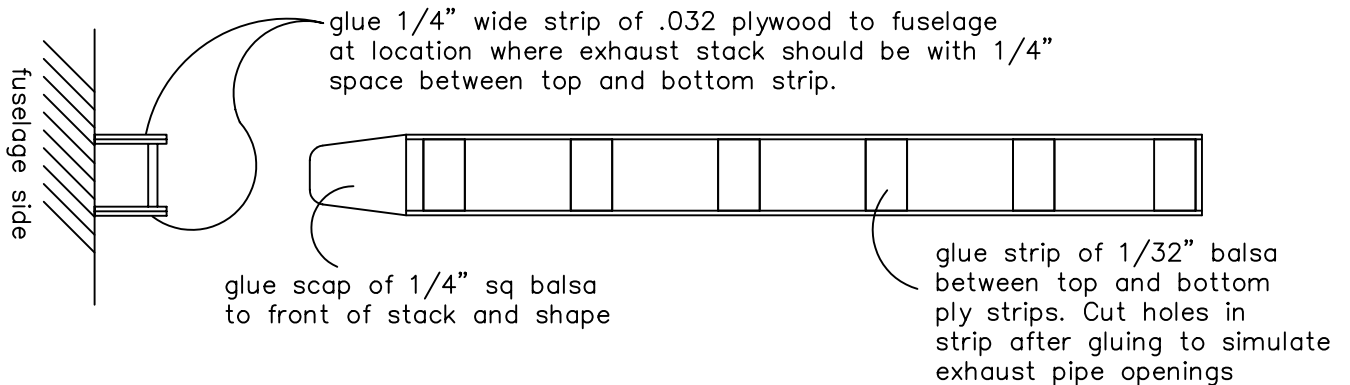 glue 1/4” wide strip of .032 plywood to fuselage
at location where exhaust stack should be with 1/4”
space between top and bottom strip.
fuselage side
glue scap of 1/4” sq balsa
to front of stack and shape
glue strip of 1/32” balsa
between top and bottom
ply strips. Cut holes in
strip after gluing to simulate
exhaust pipe openings